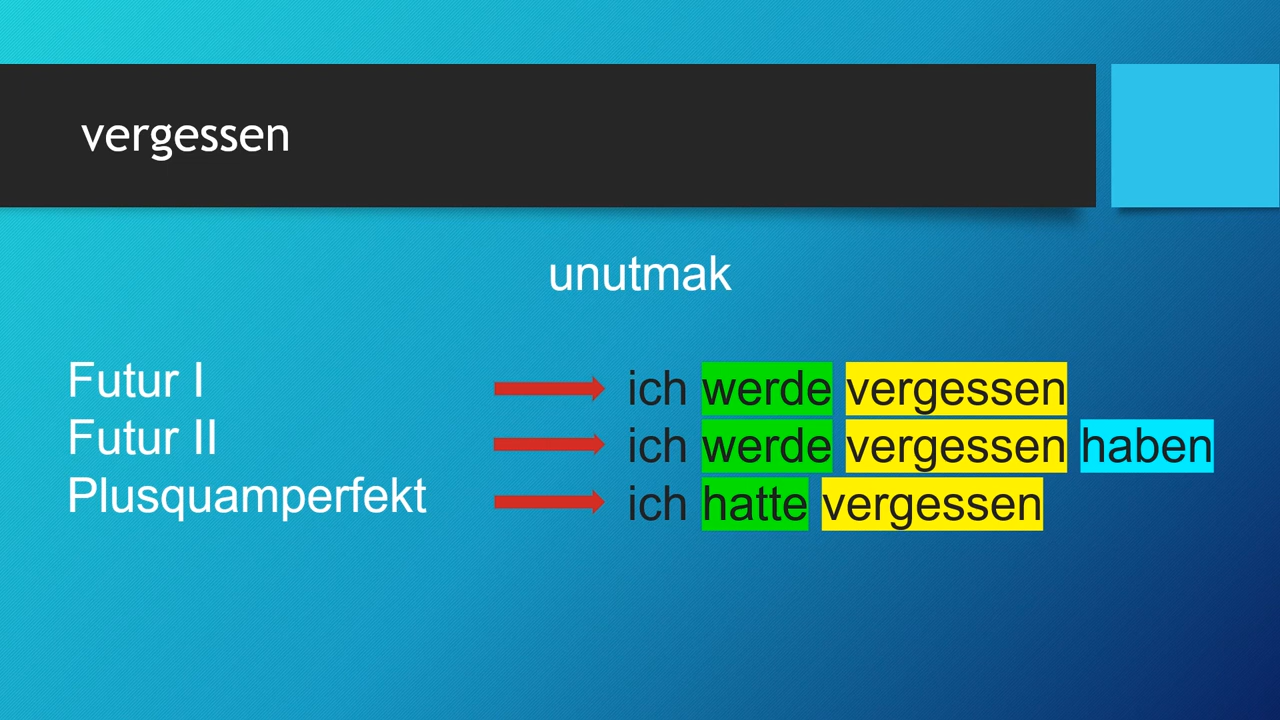 vergessen
unutmak
Futur I
ich werde vergessen
Futur II
ich werde vergessen haben
Plusquamperfekt
ich hatte vergessen